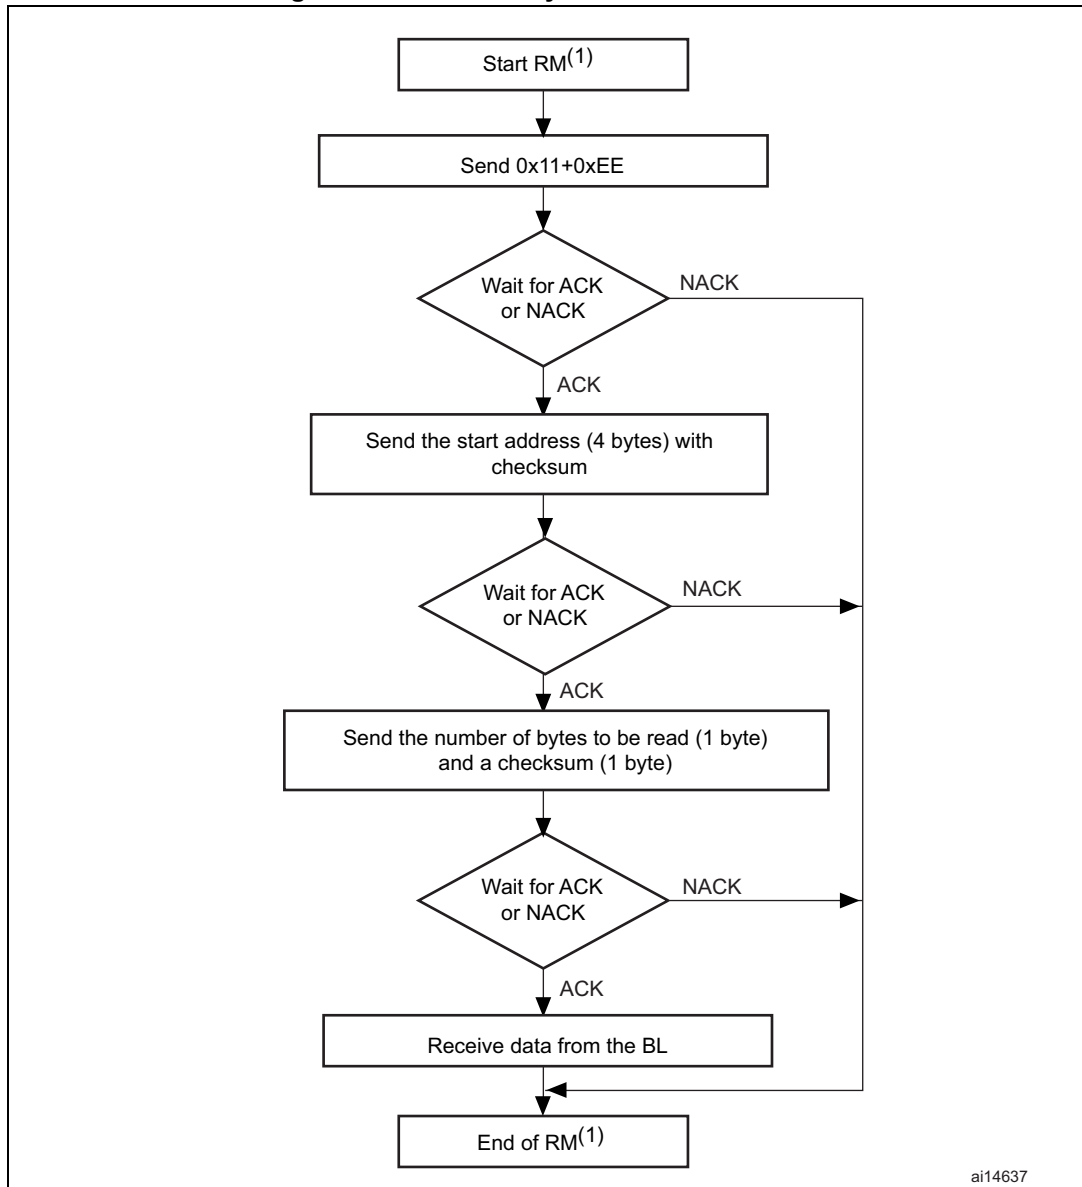 Start RM(1)
Send 0x11+0xEE
Wait for ACK
or NACK
NACK
ACK
Send the start address (4 bytes) with
checksum
Wait for ACK
or NACK
NACK
ACK
Send the number of bytes to be read (1 byte)
and a checksum (1 byte)
Wait for ACK
or NACK
NACK
ACK
Receive data from the BL
End of RM(1)
ai14637